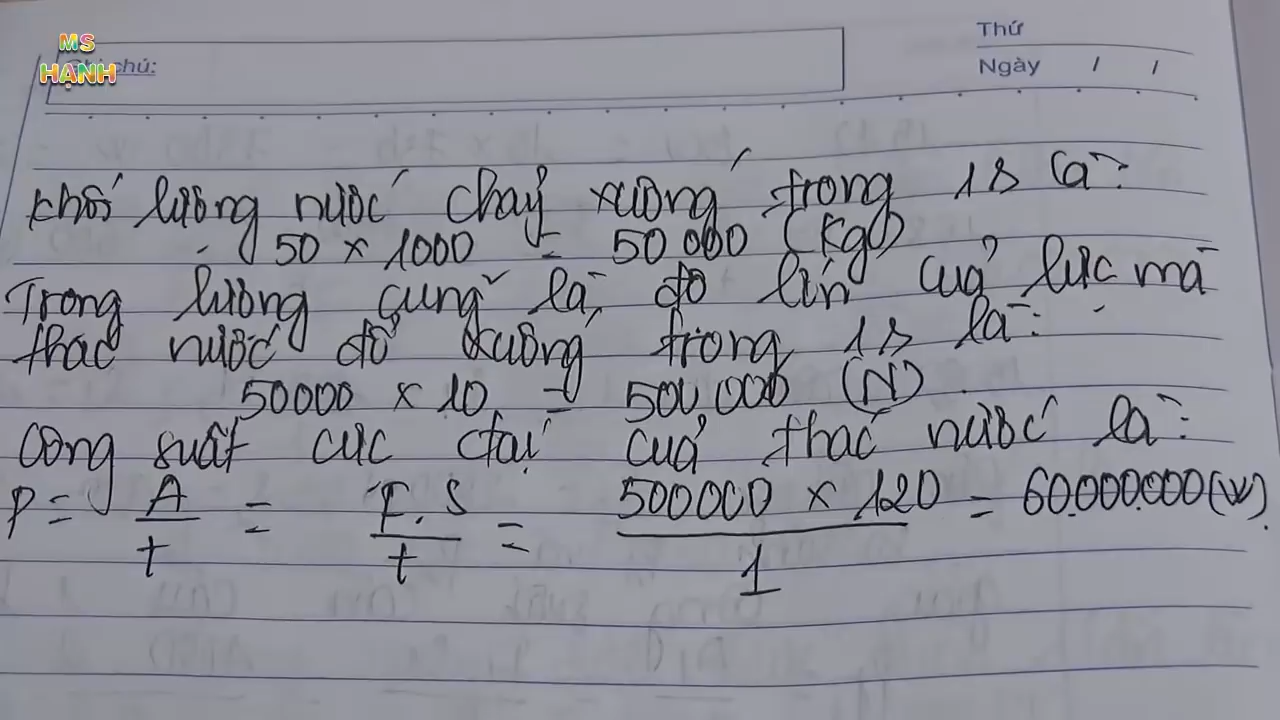 MS
HẠNH
chú:
Thứ
Ngày / /
Khối lượng nước chảy xuống trong 1s là:
50 x 1000 = 50 000 (kg)
Trọng lượng cũng là độ lớn của lực mà
thác nước đổ xuống trong 1s là:
50000 x 10 = 500,000 (N)
Công suất cực đại của thác nước là:
P = A/t = F.S/t = 500000 x 120/1 = 60.000.000 (W).